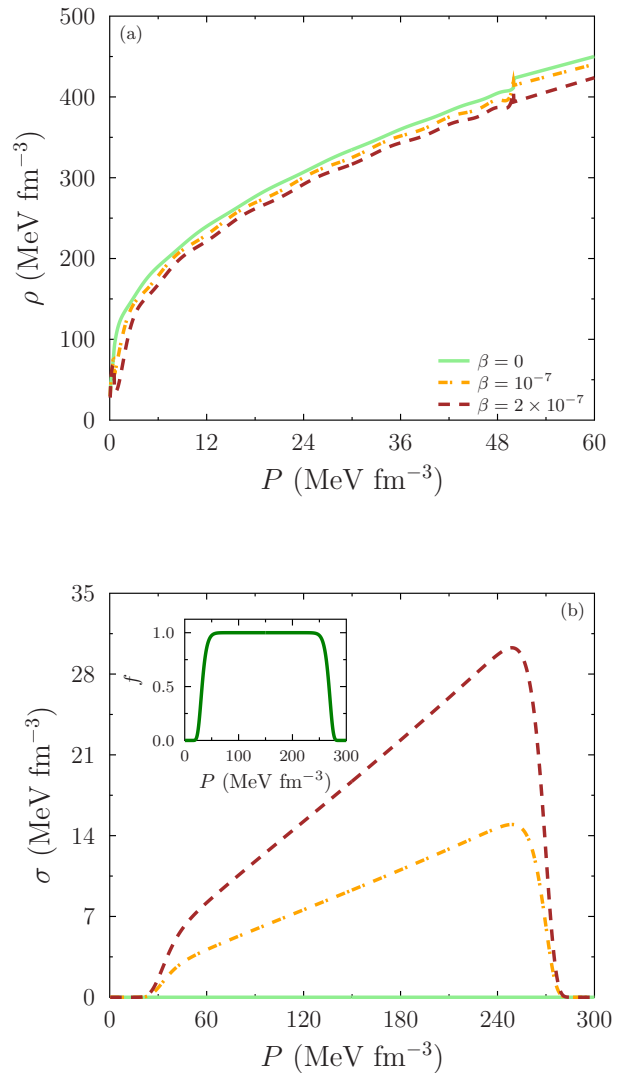 (a)
500
400
300
200
100
0
ρ (MeV fm⁻³)
β = 0
β = 10⁻⁷
β = 2 × 10⁻⁷
0 12 24 36 48 60
P (MeV fm⁻³)
(b)
35
28
21
14
7
0
σ (MeV fm⁻³)
1.0
0.5
0.0
f
0 100 200 300
P (MeV fm⁻³)
0 60 120 180 240 300
P (MeV fm⁻³)